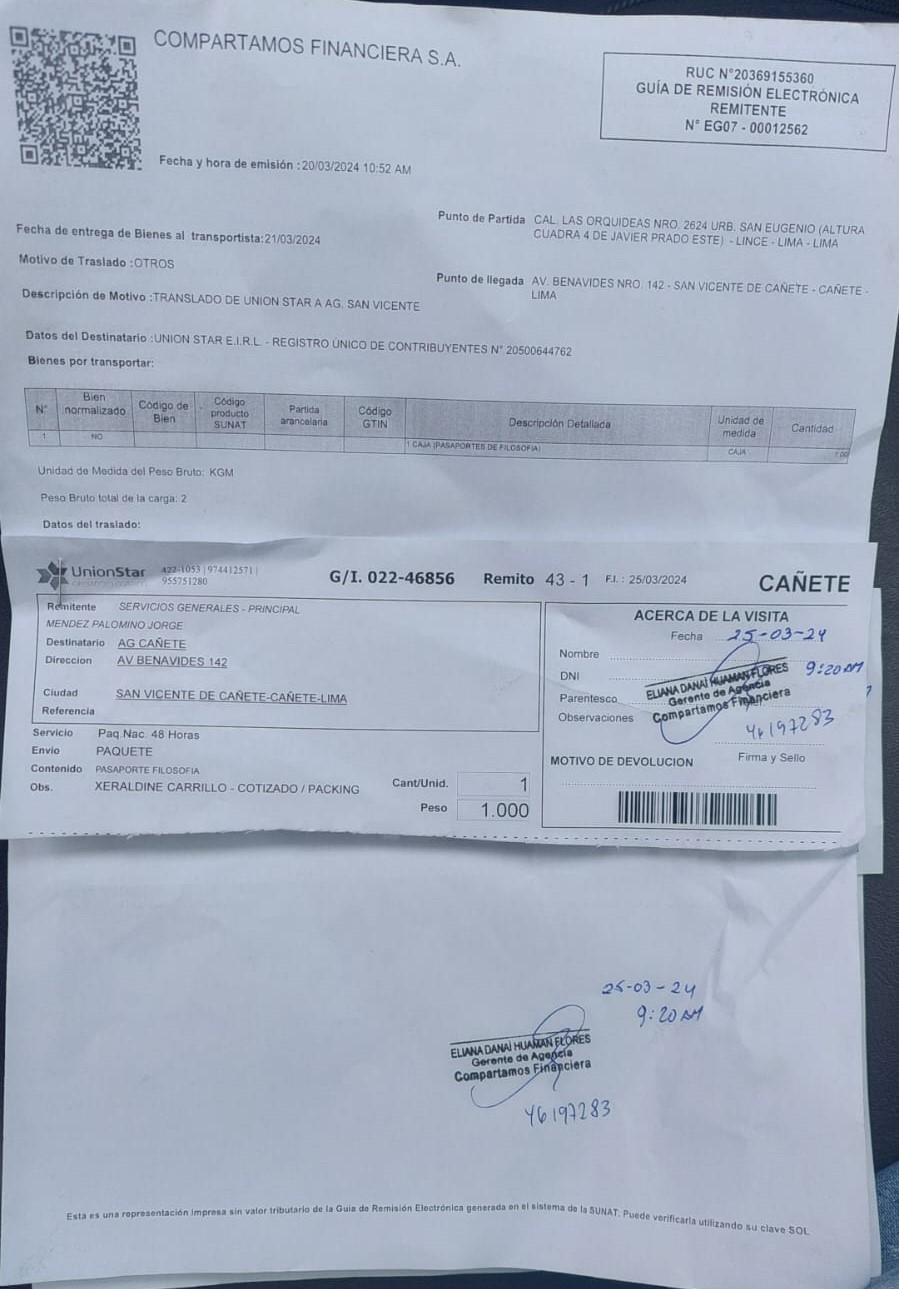 COMPARTAMOS FINANCIERA S.A.
RUC N°20369155360
GUÍA DE REMISIÓN ELECTRÓNICA
REMITENTE
N° EG07 - 00012562
Fecha y hora de emisión :20/03/2024 10:52 AM
Fecha de entrega de Bienes al transportista:21/03/2024
Motivo de Traslado :OTROS
Descripción de Motivo :TRANSLADO DE UNION STAR A AG. SAN VICENTE
Punto de Partida CAL. LAS ORQUIDEAS NRO. 2624 URB. SAN EUGENIO (ALTURA
CUADRA 4 DE JAVIER PRADO ESTE) - LINCE - LIMA - LIMA
Punto de llegada AV. BENAVIDES NRO. 142 - SAN VICENTE DE CAÑETE - CAÑETE -
LIMA
Datos del Destinatario :UNION STAR E.I.R.L. - REGISTRO ÚNICO DE CONTRIBUYENTES N° 20500644762
Bienes por transportar:
N° Bien normalizado Código de Bien Código producto SUNAT Partida arancelaria Código GTIN Descripción Detallada Unidad de medida Cantidad
1 NO 1 CAJA (PASAPORTES DE FILOSOFIA) CAJA 1.00
Unidad de Medida del Peso Bruto: KGM
Peso Bruto total de la carga: 2
Datos del traslado:
UnionStar 422-1053 | 974412571 |
955751280
G/I. 022-46856 Remito 43 - 1 F.I. : 25/03/2024 CAÑETE
Remitente SERVICIOS GENERALES - PRINCIPAL
MENDEZ PALOMINO JORGE
Destinatario AG CAÑETE
Direccion AV BENAVIDES 142
Ciudad SAN VICENTE DE CAÑETE-CAÑETE-LIMA
Referencia
Servicio Paq.Nac. 48 Horas
Envio PAQUETE
Contenido PASAPORTE FILOSOFIA
Obs. XERALDINE CARRILLO - COTIZADO / PACKING
Cant/Unid. 1
Peso 1.000
ACERCA DE LA VISITA
Fecha 25-03-24
Nombre
DNI
Parentesco
Observaciones
9:20 AM
ELIANA DANAI HUAMAN FLORES
Gerente de Agencia
Compartamos Financiera
46197283
MOTIVO DE DEVOLUCION Firma y Sello
25-03-24
9:20 AM
ELIANA DANAI HUAMAN FLORES
Gerente de Agencia
Compartamos Financiera
46197283
Esta es una representación impresa sin valor tributario de la Guia de Remisión Electrónica generada en el sistema de la SUNAT. Puede verificarla utilizando su clave SOL